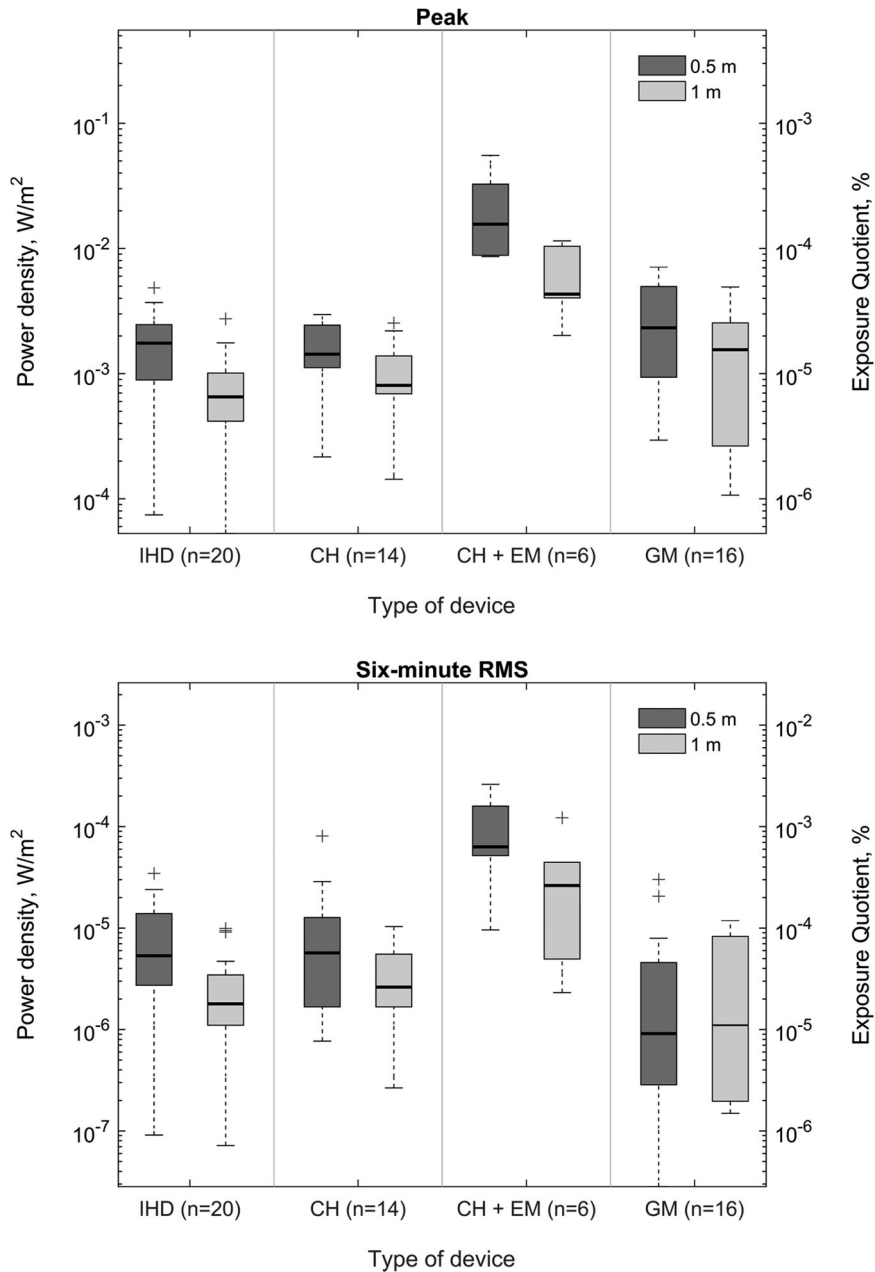 Peak
0.5 m
1 m
10⁻¹
10⁻²
10⁻³
10⁻⁴
10⁻³
10⁻⁴
10⁻⁵
10⁻⁶
Power density, W/m²
Exposure Quotient, %
IHD (n=20)
CH (n=14)
CH + EM (n=6)
GM (n=16)
Type of device
Six-minute RMS
0.5 m
1 m
10⁻³
10⁻⁴
10⁻⁵
10⁻⁶
10⁻⁷
10⁻²
10⁻³
10⁻⁴
10⁻⁵
10⁻⁶
Power density, W/m²
Exposure Quotient, %
IHD (n=20)
CH (n=14)
CH + EM (n=6)
GM (n=16)
Type of device